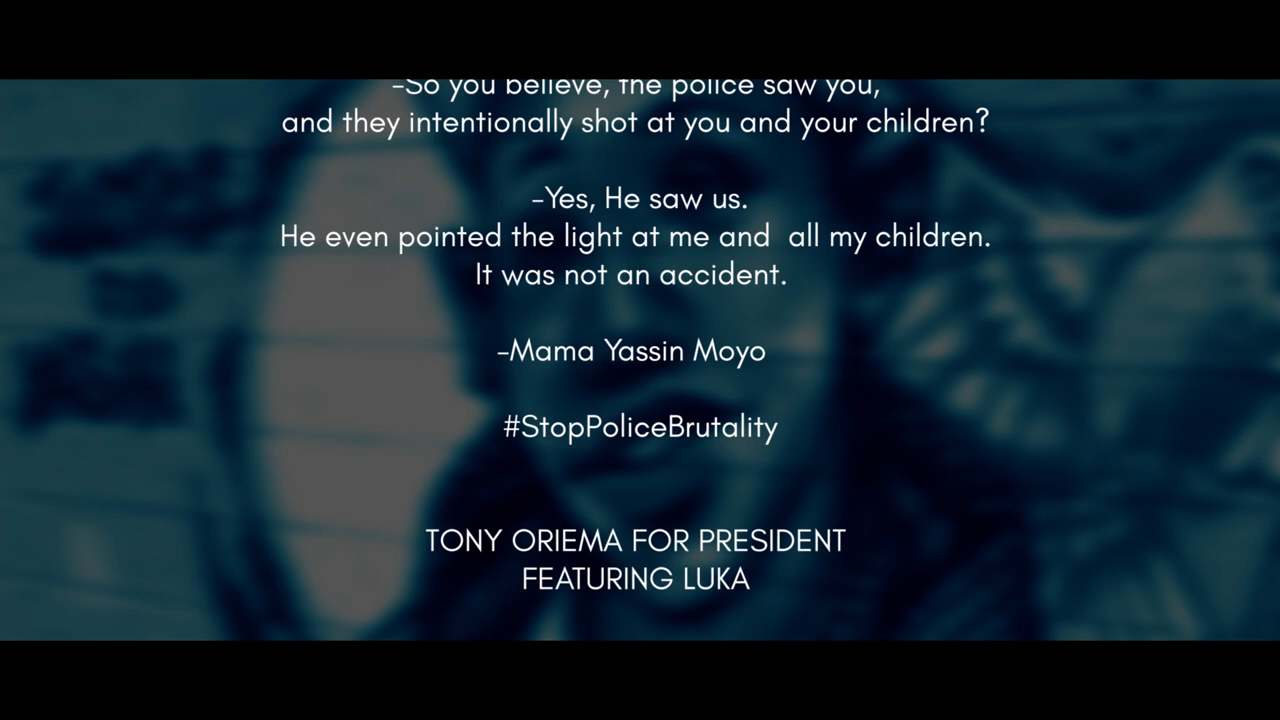 -So you believe, the police saw you,
and they intentionally shot at you and your children?
-Yes, He saw us.
He even pointed the light at me and  all my children.
It was not an accident.
-Mama Yassin Moyo
#StopPoliceBrutality
TONY ORIEMA FOR PRESIDENT
FEATURING LUKA